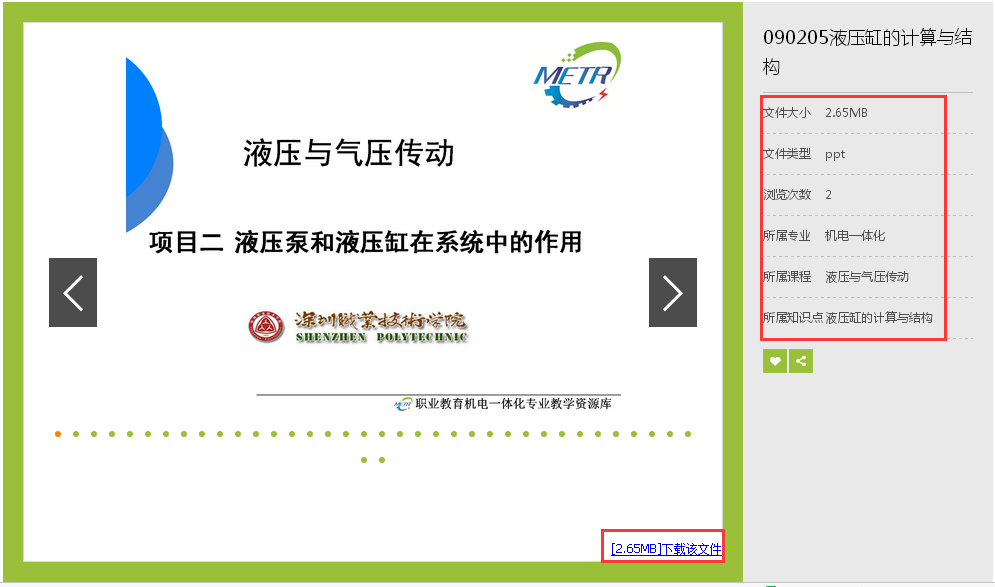 METR
液压与气压传动
项目二 液压泵和液压缸在系统中的作用
深圳职业技術学院
SHENZHEN POLYTECHNIC
METR 职业教育机电一体化专业教学资源库
[2.65MB]下载该文件
090205液压缸的计算与结
构
文件大小 2.65MB
文件类型 ppt
浏览次数 2
所属专业 机电一体化
所属课程 液压与气压传动
所属知识点 液压缸的计算与结构